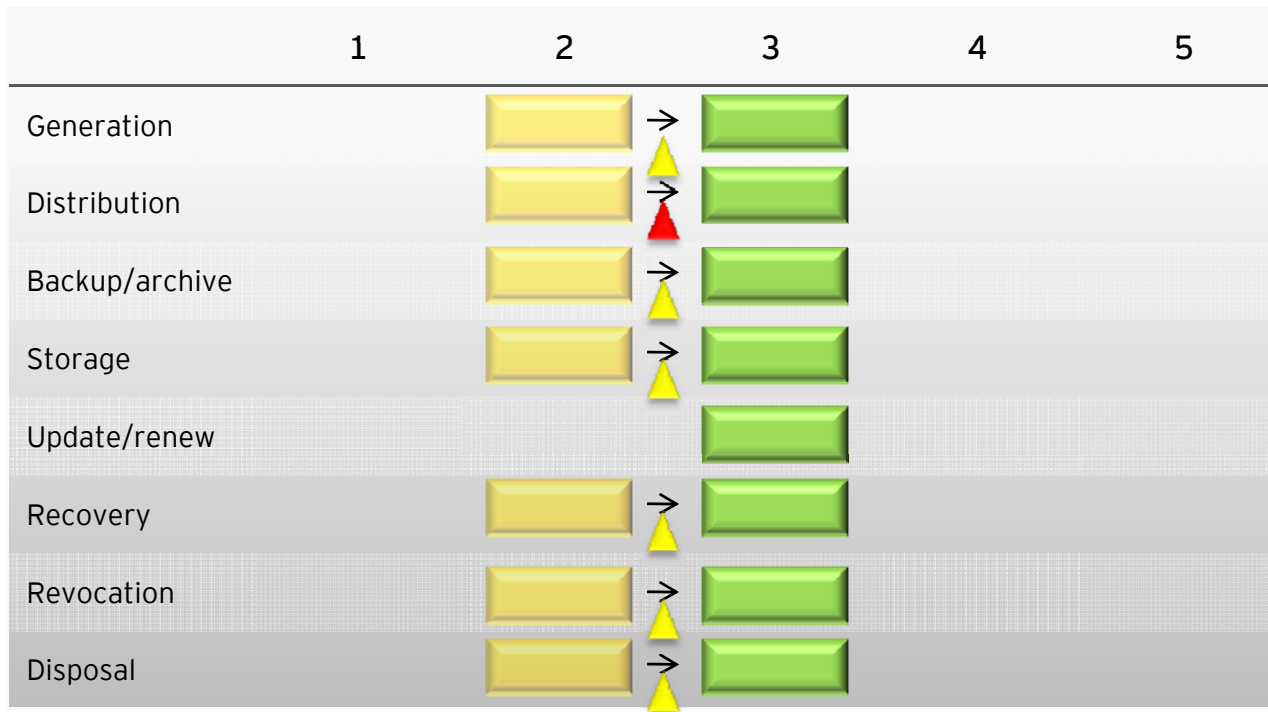 1 2 3 4 5
Generation
Distribution
Backup/archive
Storage
Update/renew
Recovery
Revocation
Disposal